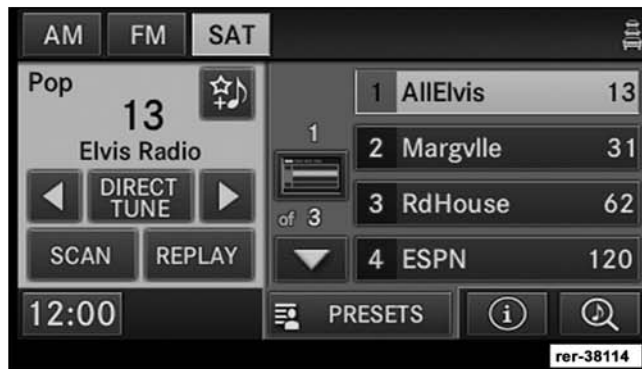 AM FM SAT
Pop
13
Elvis Radio
DIRECT
TUNE
SCAN REPLAY
12:00
1
of 3
1 AllElvis 13
2 Margvlle 31
3 RdHouse 62
4 ESPN 120
PRESETS
i
rer-38114